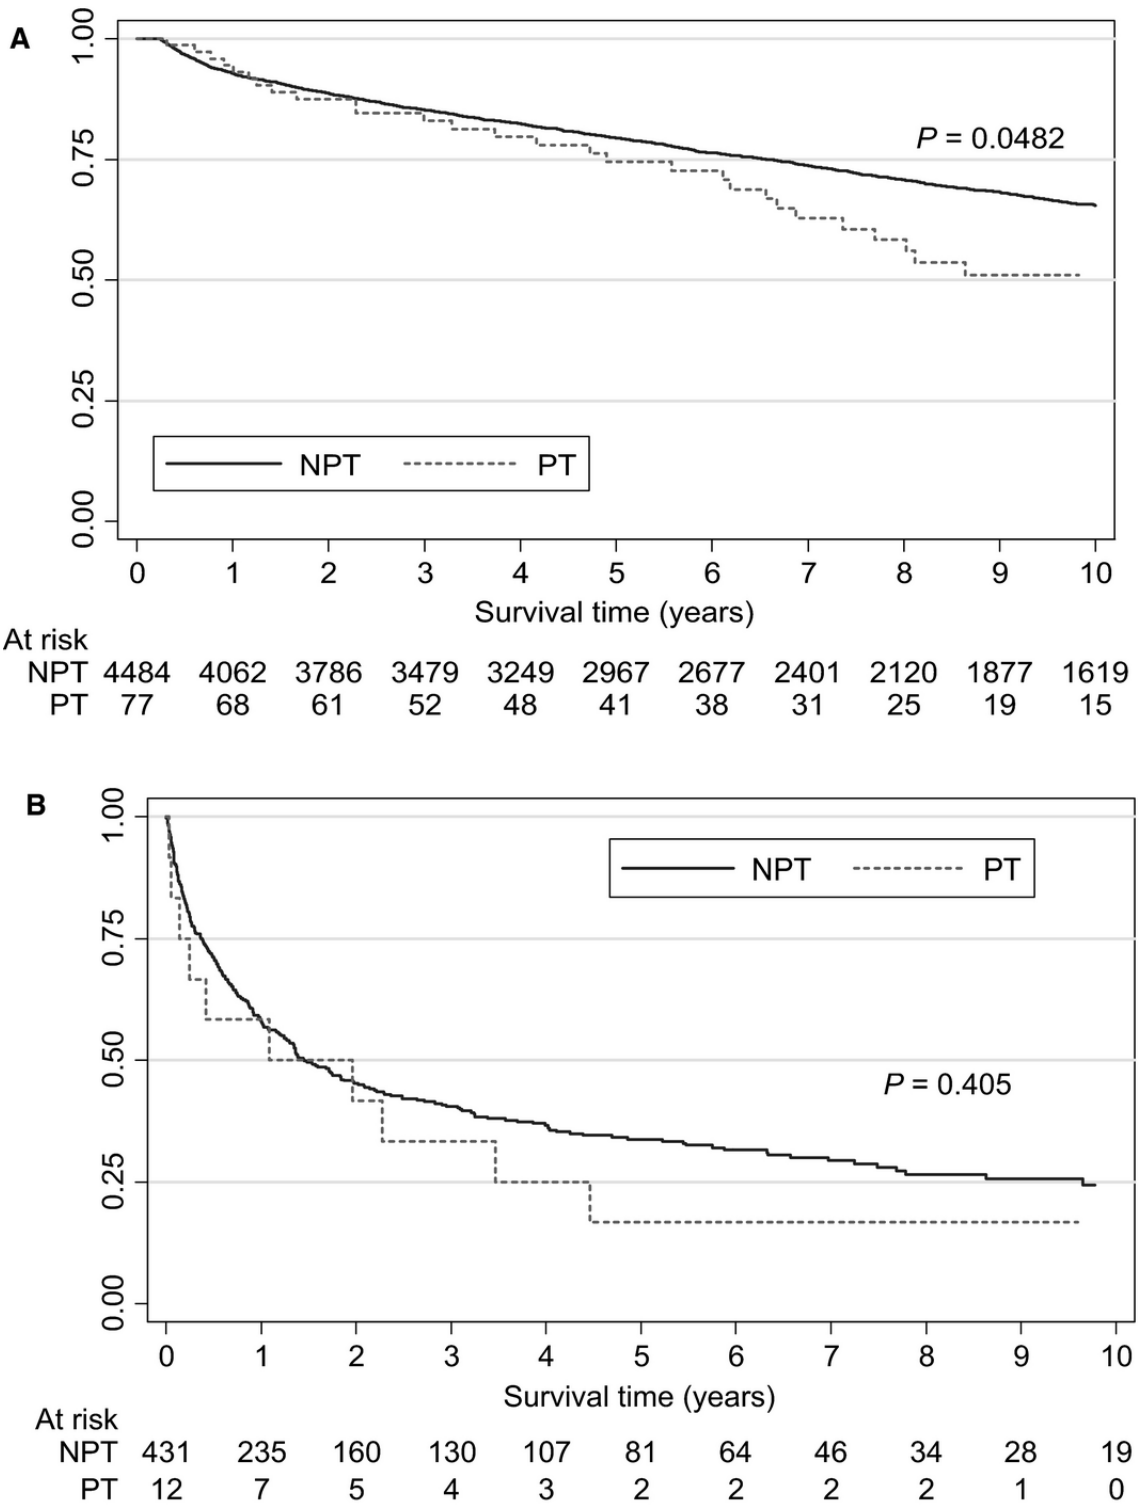 A
1.00
0.75
0.50
0.25
0.00
P = 0.0482
NPT PT
0 1 2 3 4 5 6 7 8 9 10
Survival time (years)
At risk
NPT 4484 4062 3786 3479 3249 2967 2677 2401 2120 1877 1619
PT 77 68 61 52 48 41 38 31 25 19 15
B
1.00
0.75
0.50
0.25
0.00
NPT PT
P = 0.405
0 1 2 3 4 5 6 7 8 9 10
Survival time (years)
At risk
NPT 431 235 160 130 107 81 64 46 34 28 19
PT 12 7 5 4 3 2 2 2 2 1 0